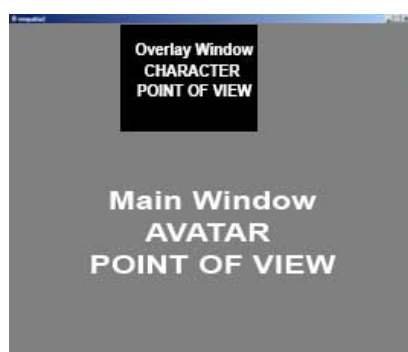 Overlay Window
CHARACTER
POINT OF VIEW
Main Window
AVATAR
POINT OF VIEW